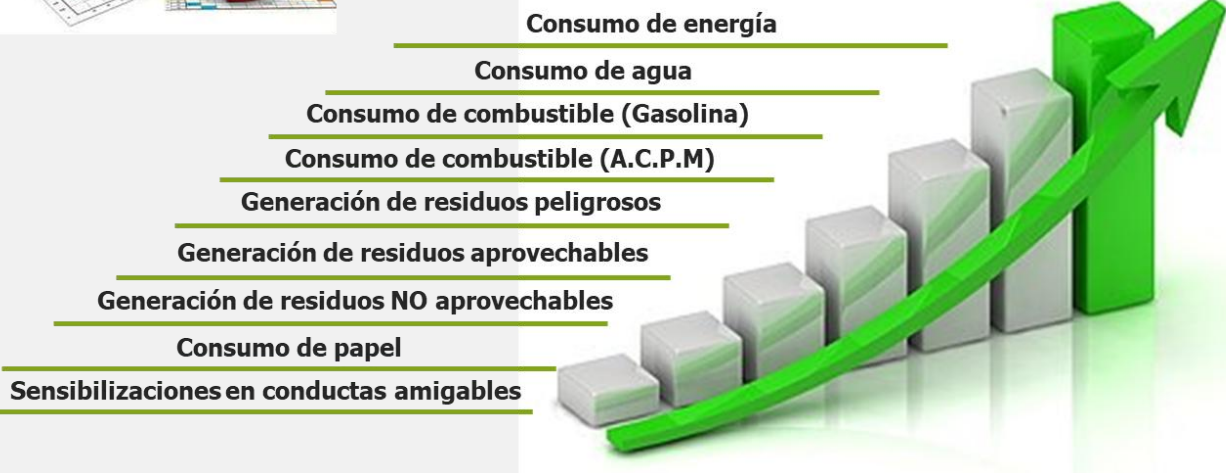 Consumo de energía
Consumo de agua
Consumo de combustible (Gasolina)
Consumo de combustible (A.C.P.M)
Generación de residuos peligrosos
Generación de residuos aprovechables
Generación de residuos NO aprovechables
Consumo de papel
Sensibilizaciones en conductas amigables